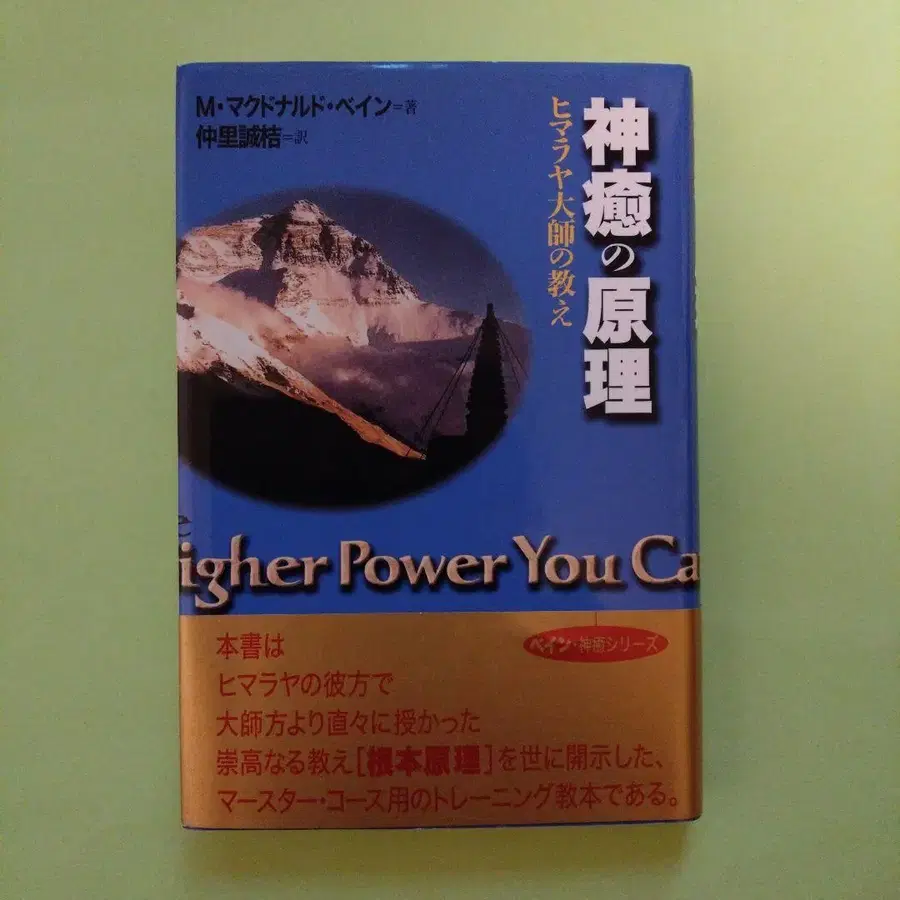 M・マクドナルド・ベイン=著
仲里誠桔=訳
神癒の原理
ヒマラヤ大師の教え
e
igher Power You Ca
ベイン・神癒シリーズ
本書は
ヒマラヤの彼方で
大師方より直々に授かった
崇高なる教え[根本原理]を世に開示した、
マースター・コース用のトレーニング教本である。